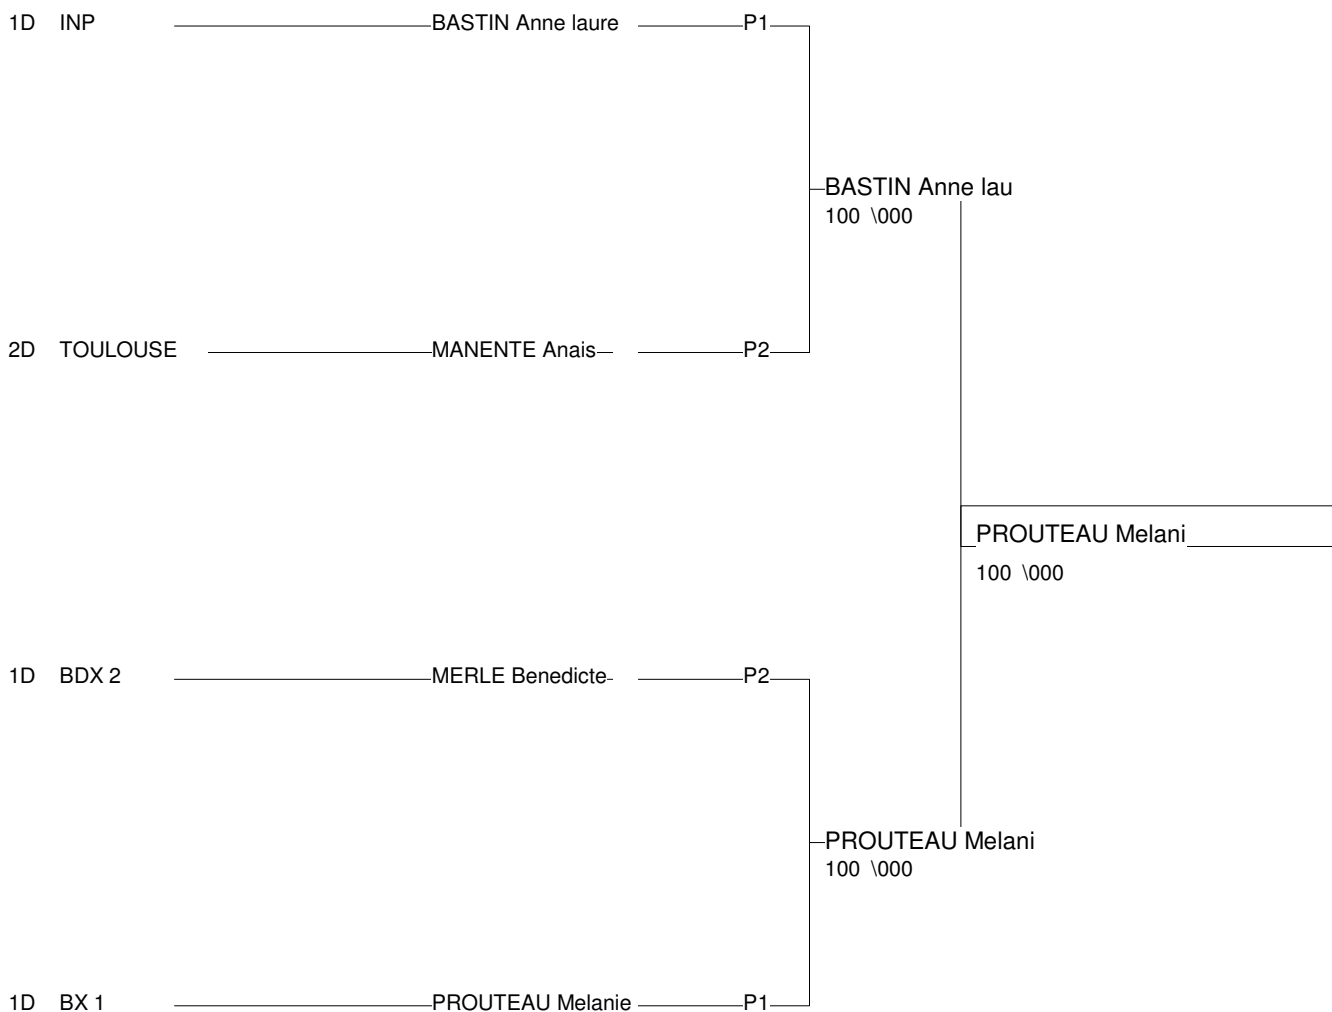 1D INP BASTIN Anne laure P1
BASTIN Anne lau
100 \000
2D TOULOUSE MANENTE Anais P2
PROUTEAU Melani
100 \000
1D BDX 2 MERLE Benedicte P2
PROUTEAU Melani
100 \000
1D BX 1 PROUTEAU Melanie P1